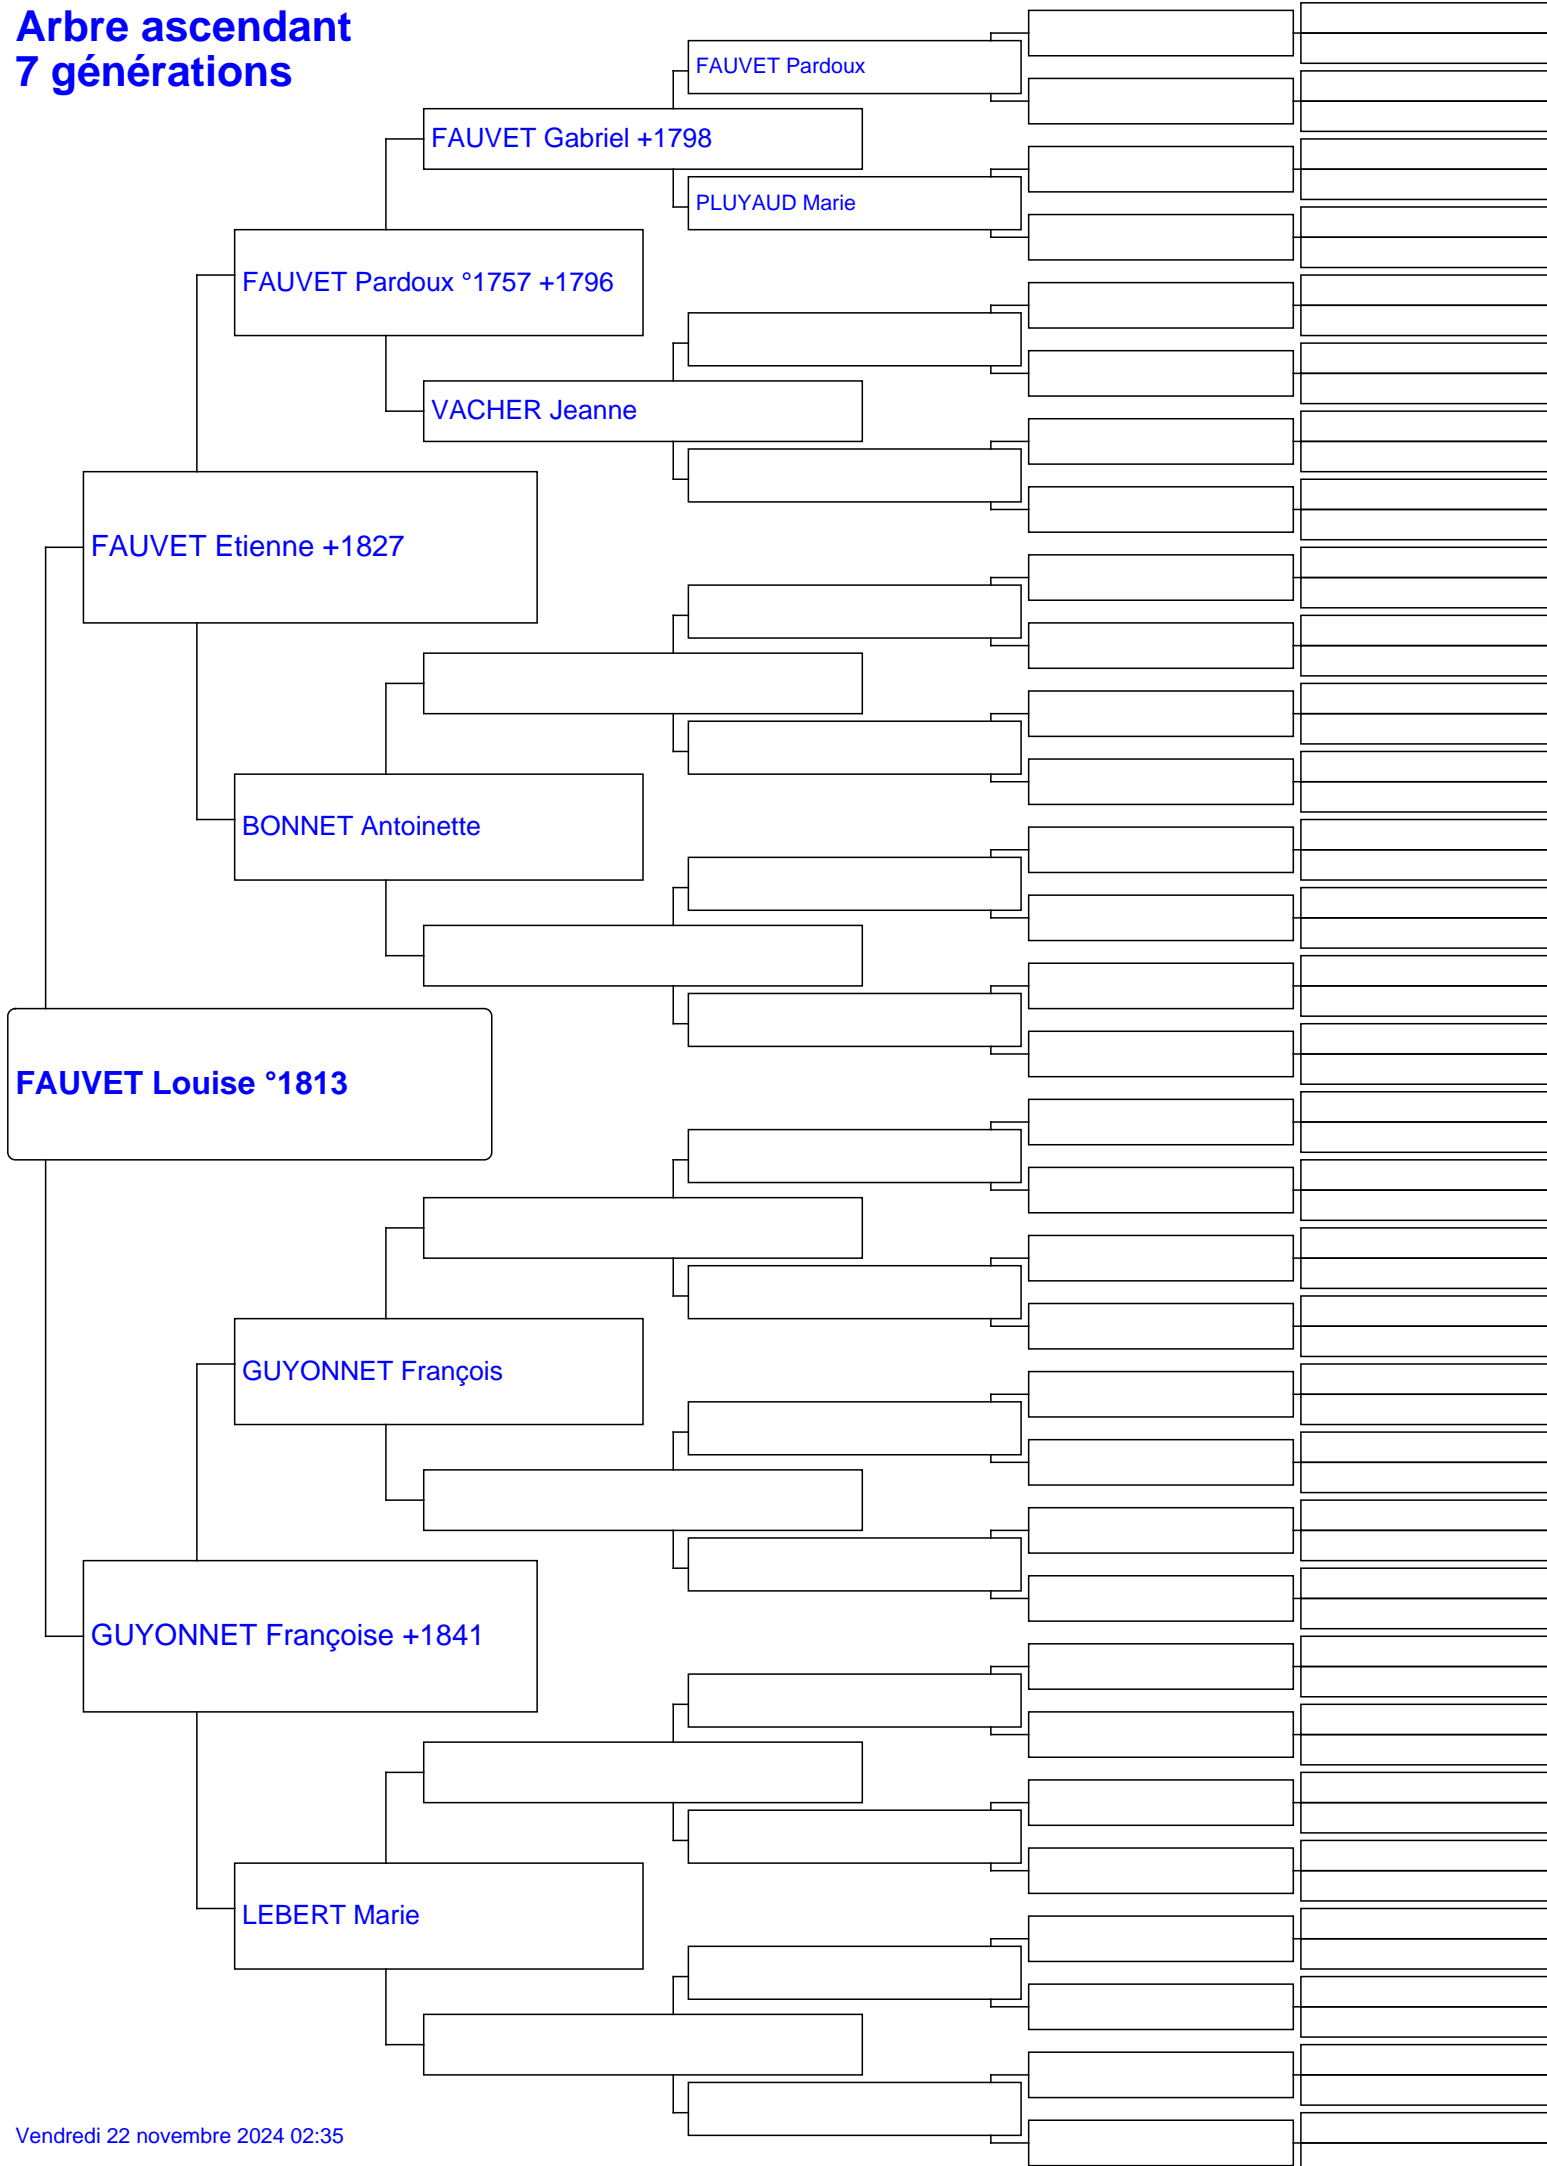 Arbre ascendant
7 générations
FAUVET Pardoux
FAUVET Gabriel +1798
PLUYAUD Marie
FAUVET Pardoux °1757 +1796
VACHER Jeanne
FAUVET Etienne +1827
BONNET Antoinette
FAUVET Louise °1813
GUYONNET François
GUYONNET Françoise +1841
LEBERT Marie
Vendredi 22 novembre 2024 02:35